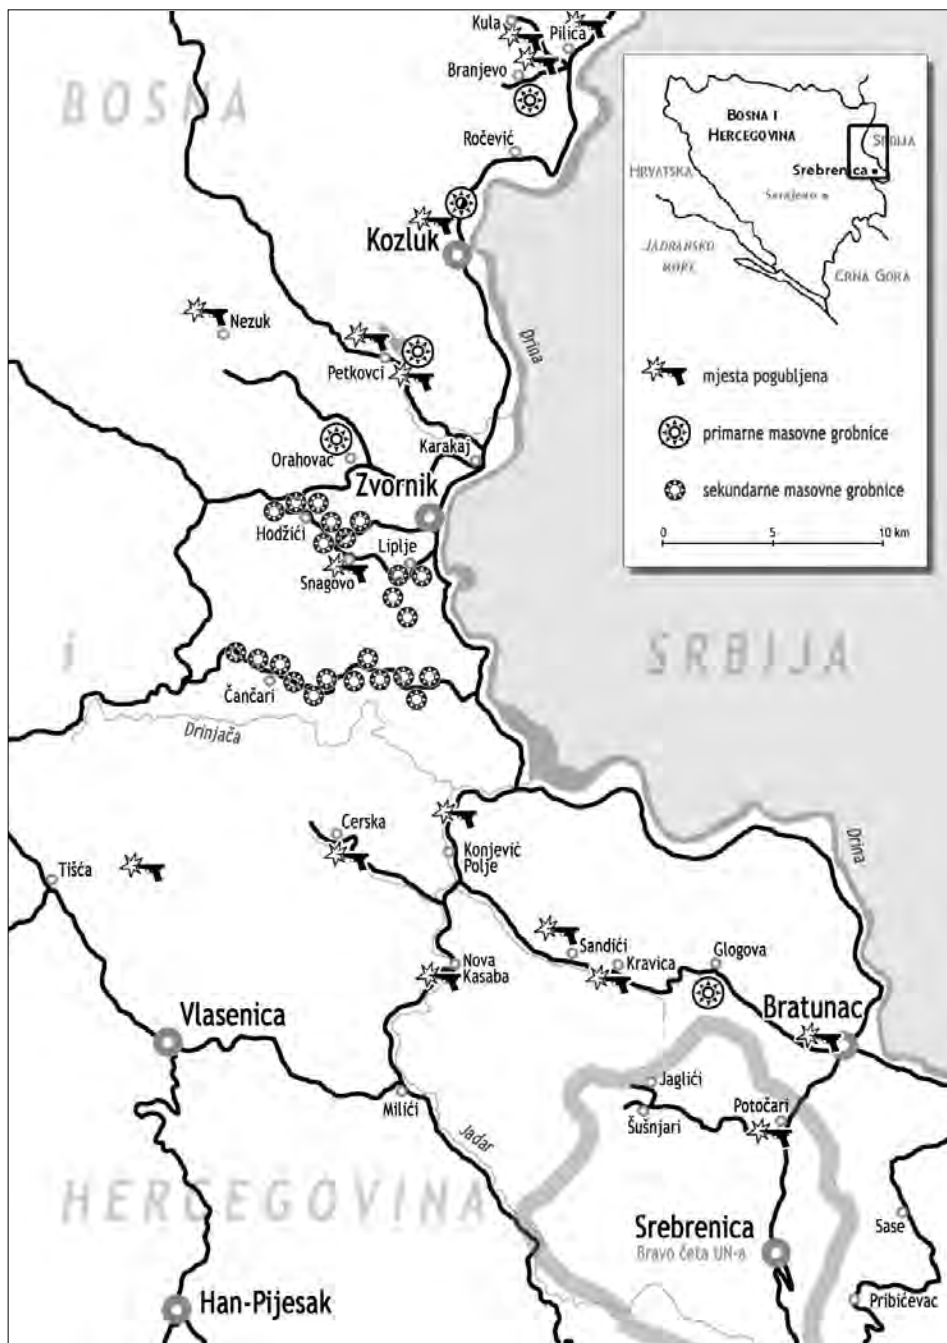 Kula
Pilica
Branjevo
BOSNA
Ročević
Kozluk
Nezuk
Drina
Petkovci
Karakaj
Orahovac
Zvornik
Hodžići
Liplje
Snagovo
I
SRBIJA
Čančari
Drinjača
Cerska
Konjević
Polje
Tišća
Drina
Sandići
Glogova
Nova
Kasaba
Kravica
Vlasenica
Bratunac
Jaglići
Milići
Potočari
Šušnjari
Jadar
HERCEGOVINA
Srebrenica
Bravo četa UN-a
Sase
Han-Pijesak
Pribićevac
BOSNA I
HERCEGOVINA
SRBIJA
Srebrenica
HRVATSKA
Sarajevo
JADRANSKO
MORE
CRNA GORA
mjesta pogubljena
primarne masovne grobnice
sekundarne masovne grobnice
0 5 10 km